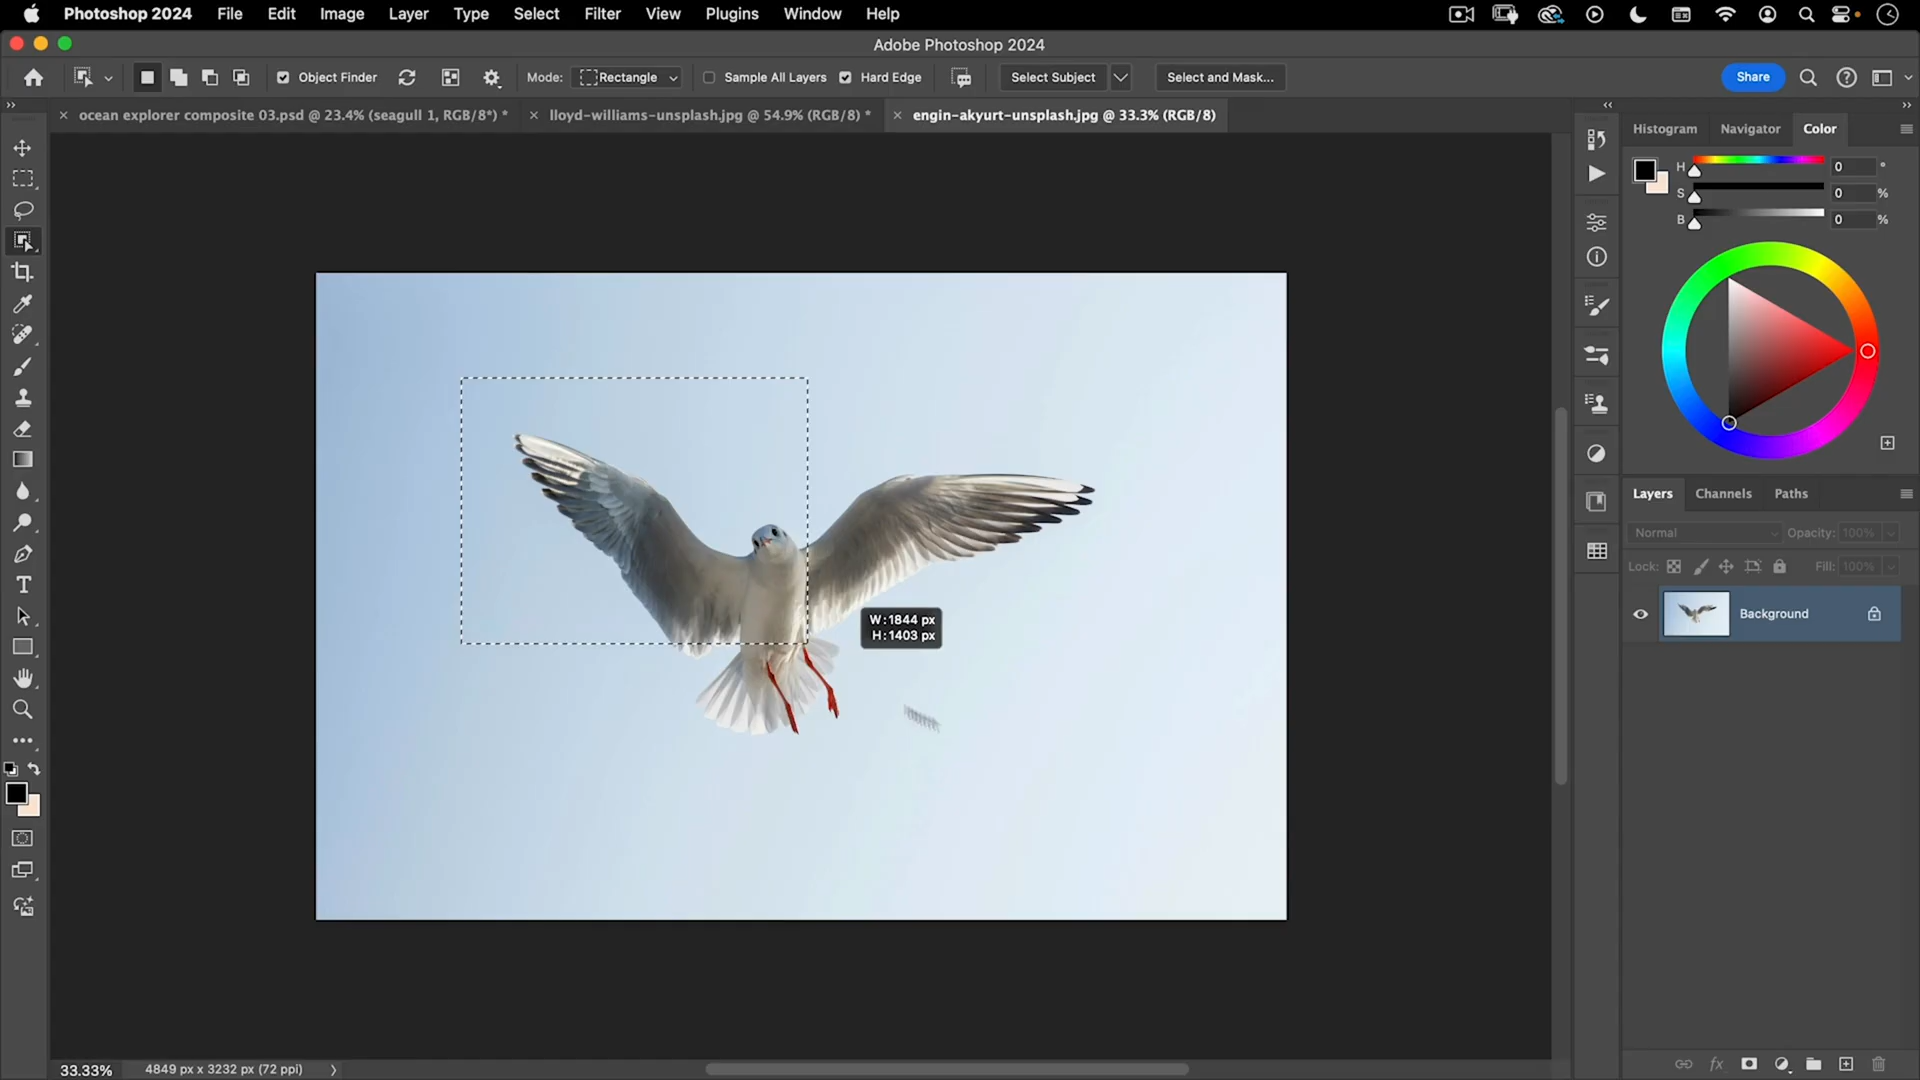 Photoshop 2024 File Edit Image Layer Type Select Filter View Plugins Window Help
Adobe Photoshop 2024
Object Finder Mode: Rectangle Sample All Layers Hard Edge Select Subject Select and Mask... Share
ocean explorer composite 03.psd @ 23.4% (seagull 1, RGB/8*) * lloyd-williams-unsplash.jpg @ 54.9% (RGB/8) * engin-akyurt-unsplash.jpg @ 33.3% (RGB/8)
Histogram Navigator Color
H 0 °
S 0 %
B 0 %
Layers Channels Paths
Normal Opacity: 100%
Lock: Fill: 100%
Background
W: 1844 px
H: 1403 px
33.33% 4849 px x 3232 px (72 ppi)